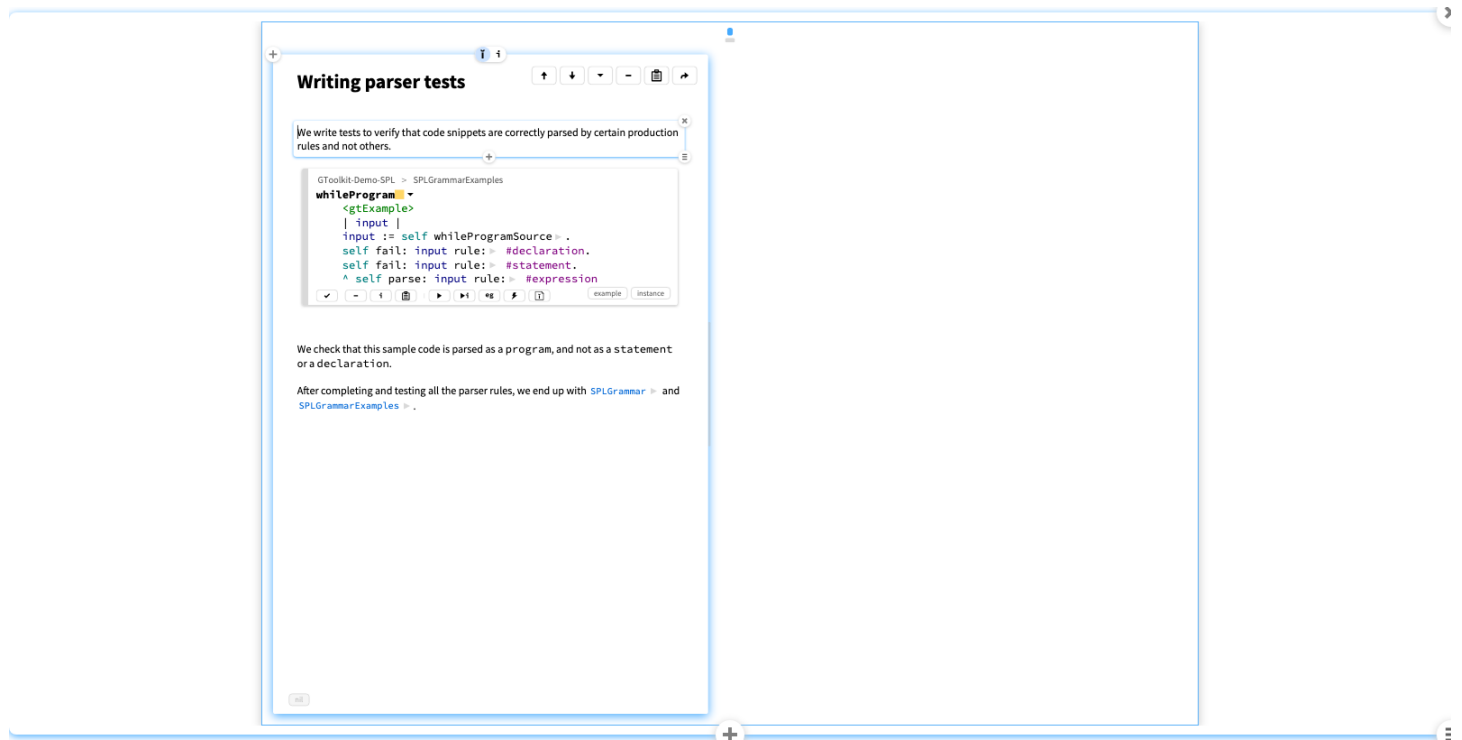 Writing parser tests
We write tests to verify that code snippets are correctly parsed by certain production
rules and not others.
GToolkit-Demo-SPL > SPLGrammarExamples
whileProgram
<gtExample>
| input |
input := self whileProgramSource .
self fail: input rule: #declaration.
self fail: input rule: #statement.
^ self parse: input rule: #expression
example instance
We check that this sample code is parsed as a program, and not as a statement
or a declaration.
After completing and testing all the parser rules, we end up with SPLGrammar and
SPLGrammarExamples .
nil